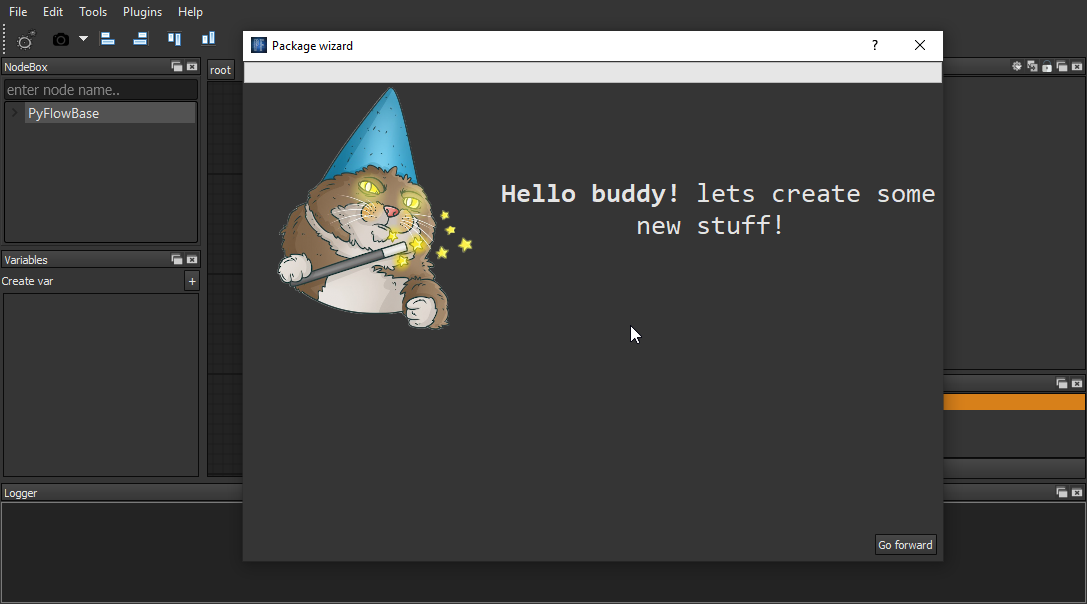 File Edit Tools Plugins Help
Package wizard ?
NodeBox
root
enter node name..
PyFlowBase
Hello buddy! lets create some
new stuff!
Variables
Create var +
Logger
Go forward